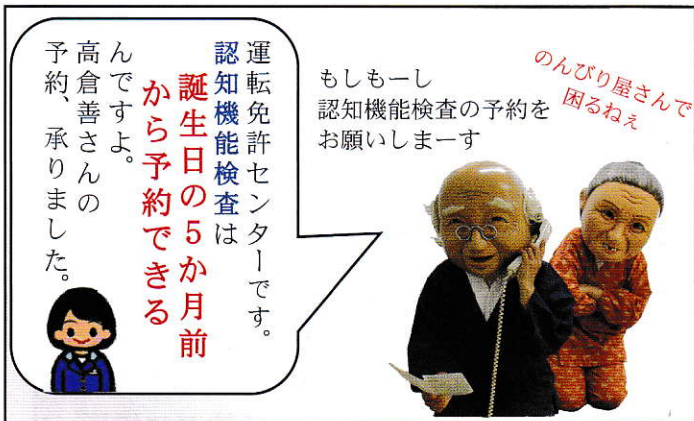 のんびり屋さんで
困るねぇ
もしもーし
認知機能検査の予約を
お願いしまーす
運転免許センターです。
認知機能検査は
誕生日の5か月前
から予約できる
んですよ。
高倉善さんの
予約、承りました。